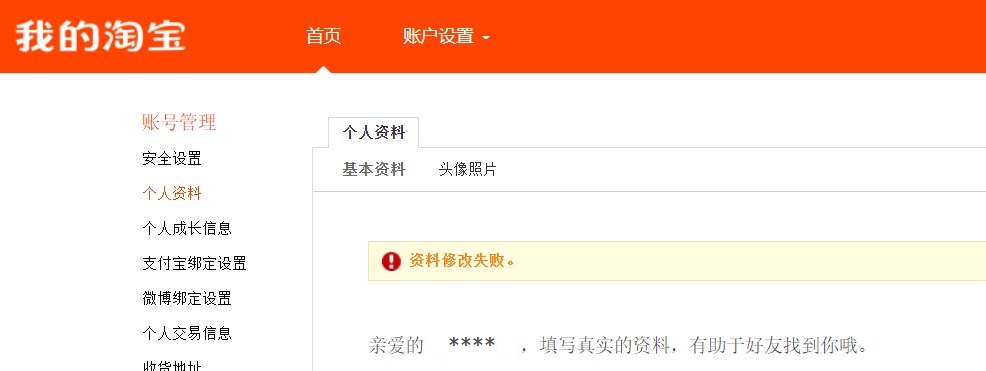 我的淘宝 首页 账户设置
账号管理
个人资料
安全设置
基本资料 头像照片
个人资料
个人成长信息
支付宝绑定设置
资料修改失败。
微博绑定设置
个人交易信息
亲爱的 **** ，填写真实的资料，有助于好友找到你哦。
收货地址